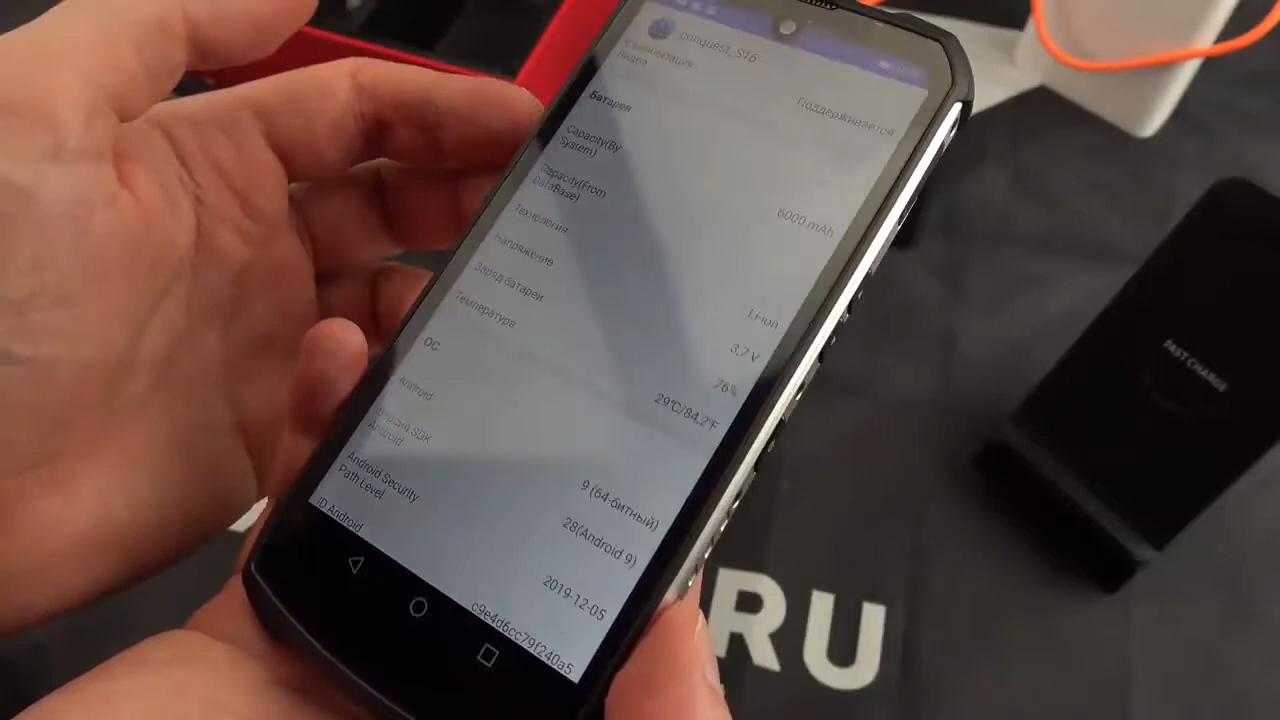 conquest_S16
Стабилизация
Видео
Поддерживается
Батарея
Capacity(By
System)
Capacity(From
DataBase)
6000 mAh
Технология
Li-ion
Напряжение
3,7 V
Заряд батареи
76%
Температура
29°C/84,2°F
ОС
Android
9 (64-битный)
Версия SDK
Android
28(Android 9)
Android Security
Path Level
2019-12-05
ID Android
c9e4d6cc79f240a5
FAST CHARGE
RU